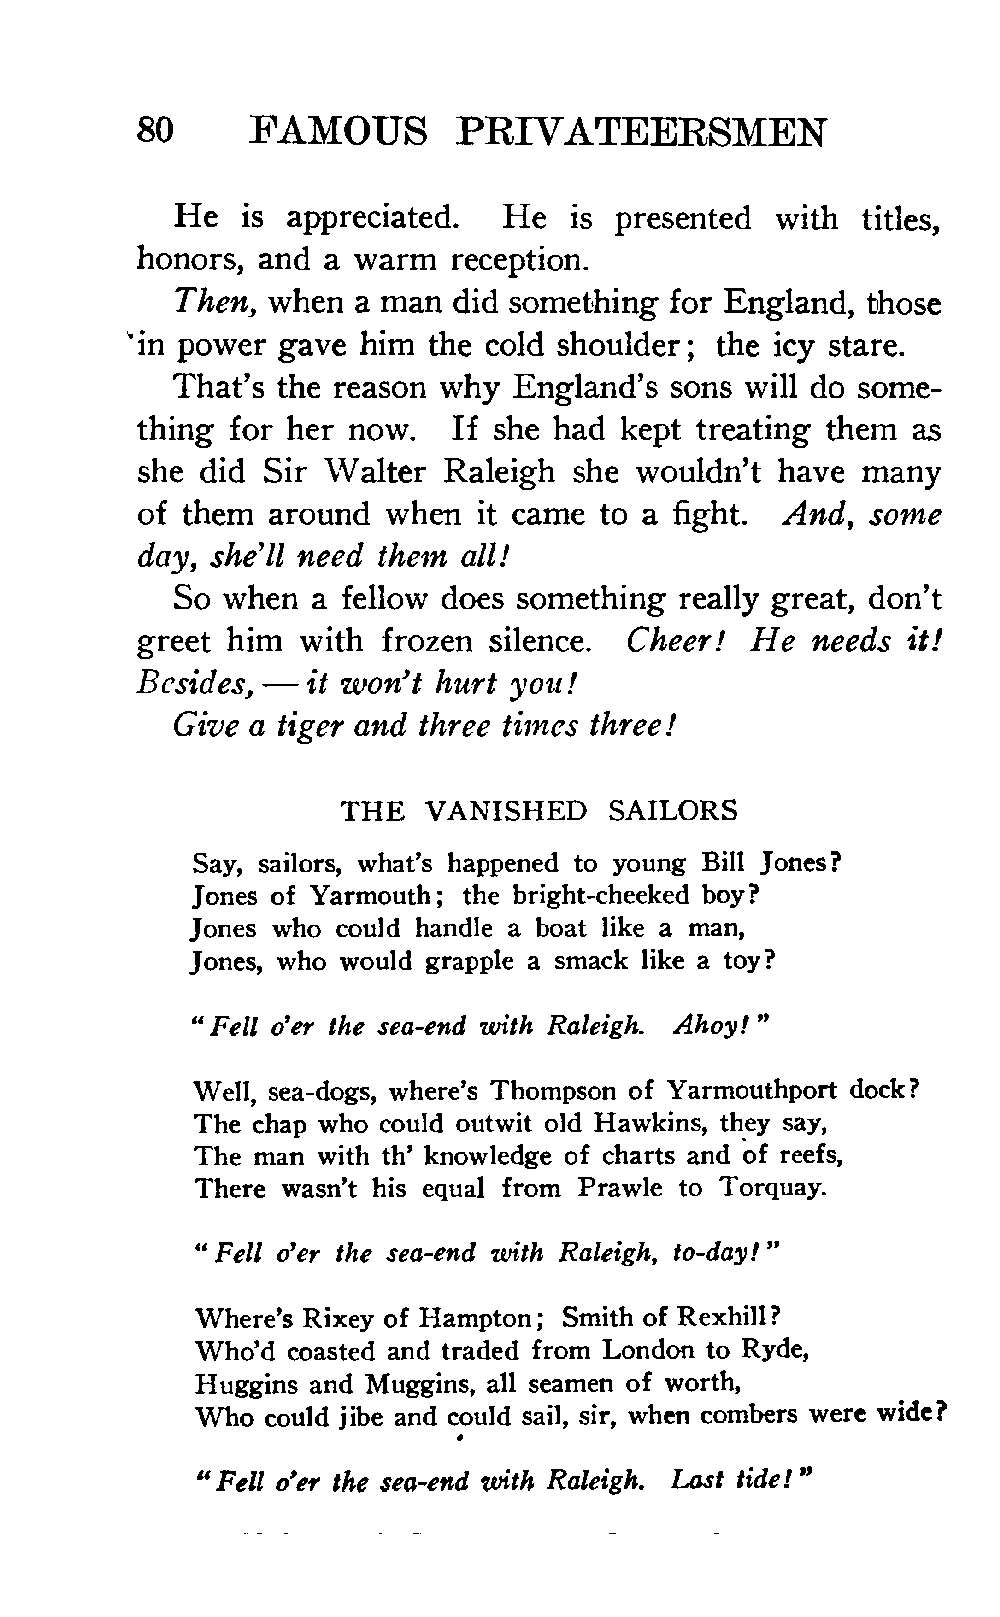 80 FAMOUS PRIVATEERSMEN
He is appreciated. He is presented with titles,
honors, and a warm reception.
Then, when a man did something for England, those
in power gave him the cold shoulder; the icy stare.
That's the reason why England's sons will do some-
thing for her now. If she had kept treating them as
she did Sir Walter Raleigh she wouldn't have many
of them around when it came to a fight. And, some
day, she'll need them all!
So when a fellow does something really great, don't
greet him with frozen silence. Cheer! He needs it!
Besides, — it won't hurt you!
Give a tiger and three times three!
THE VANISHED SAILORS
Say, sailors, what's happened to young Bill Jones?
Jones of Yarmouth; the bright-cheeked boy?
Jones who could handle a boat like a man,
Jones, who would grapple a smack like a toy?
"Fell o'er the sea-end with Raleigh. Ahoy!"
Well, sea-dogs, where's Thompson of Yarmouthport dock?
The chap who could outwit old Hawkins, they say,
The man with th' knowledge of charts and of reefs,
There wasn't his equal from Prawle to Torquay.
"Fell o'er the sea-end with Raleigh, to-day!"
Where's Rixey of Hampton; Smith of Rexhill?
Who'd coasted and traded from London to Ryde,
Huggins and Muggins, all seamen of worth,
Who could jibe and could sail, sir, when combers were wide?
"Fell o'er the sea-end with Raleigh. Last tide!"